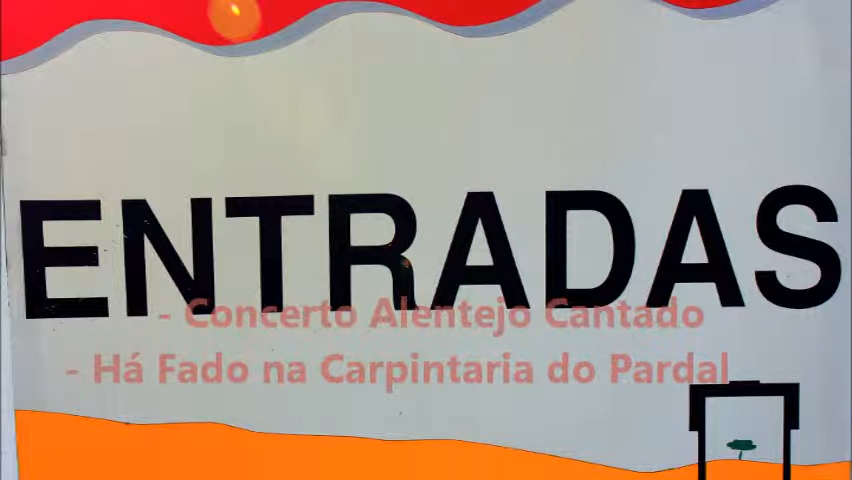 ENTRADAS
- Concerto Alentejo Cantado
- Há Fado na Carpintaria do Pardal